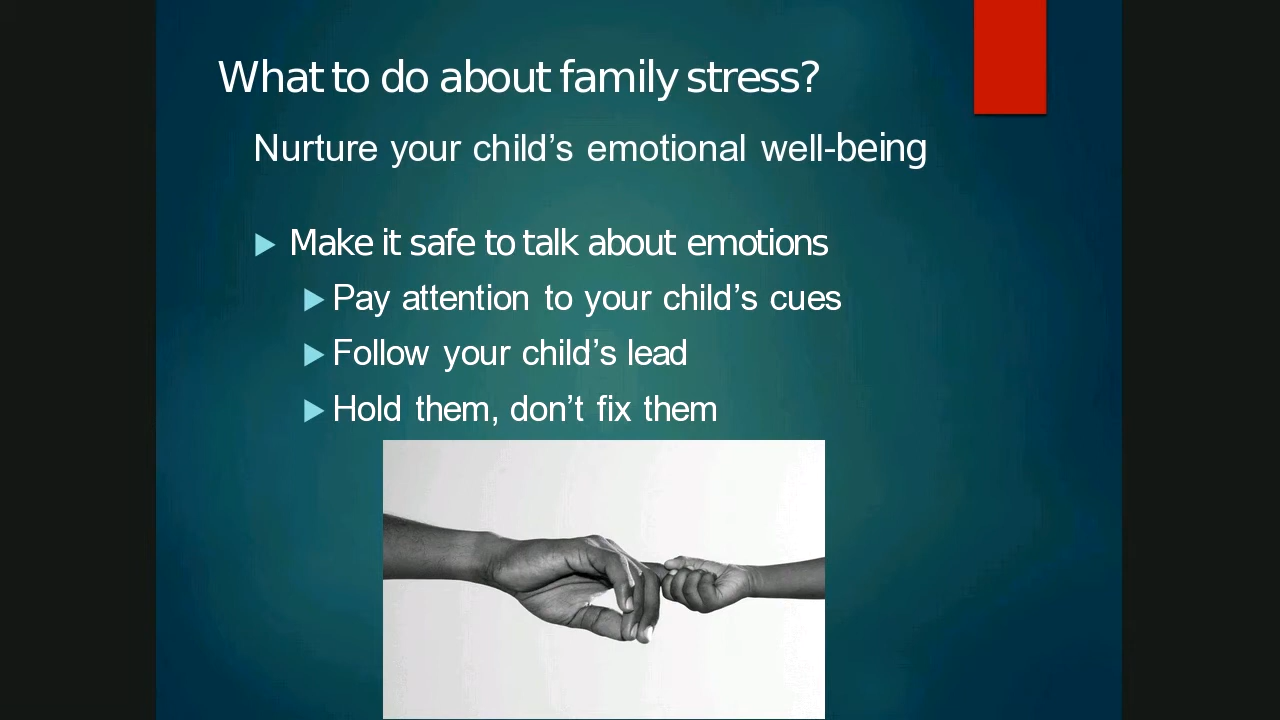 What to do about family stress?
Nurture your child’s emotional well-being
Make it safe to talk about emotions
Pay attention to your child’s cues
Follow your child’s lead
Hold them, don’t fix them